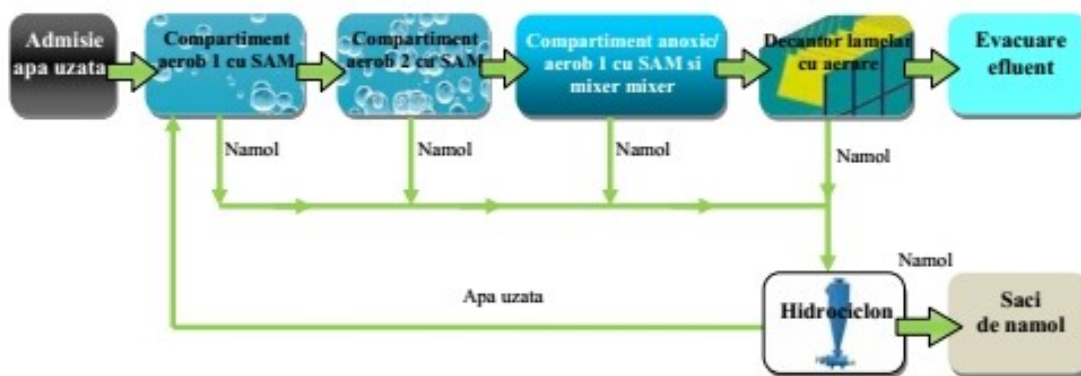 Admisie
apa uzata
Compartiment
aerob 1 cu SAM
Compartiment
aerob 2 cu SAM
Compartiment anoxic/
aerob 1 cu SAM si
mixer mixer
Decantor lamelar
cu aerare
Evacuare
efluent
Namol
Namol
Namol
Namol
Apa uzata
Hidrociclon
Namol
Saci
de namol